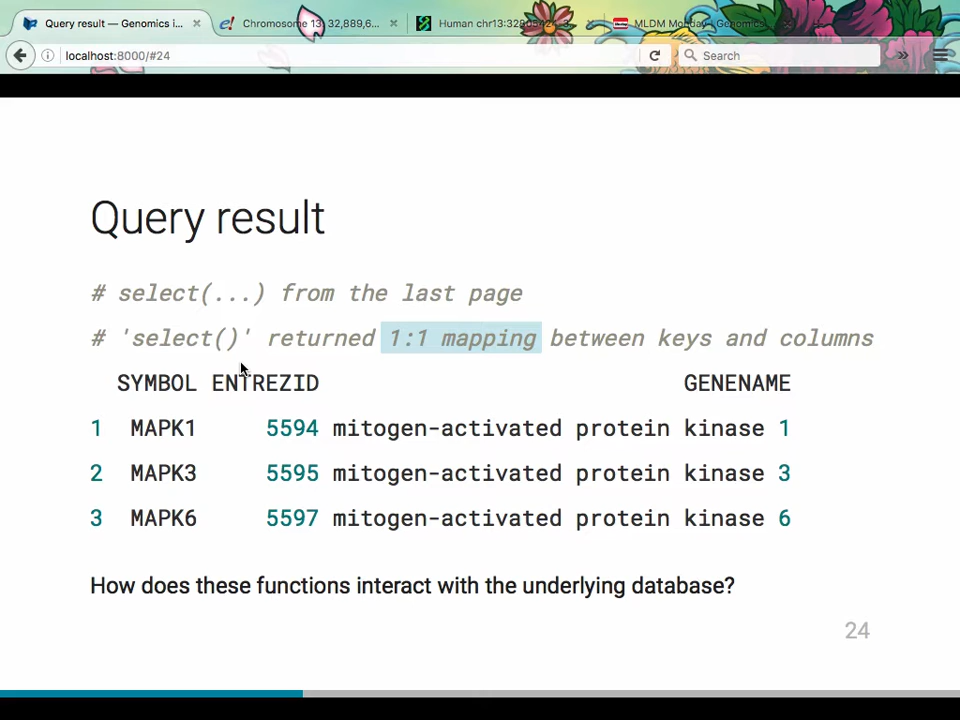 Query result — Genomics i...
Chromosome 13: 32,889,6...
MLDM Monday
localhost:8000/#24
Search
Query result
# select(...) from the last page
# 'select()' returned 1:1 mapping between keys and columns
SYMBOL ENTREZID GENENAME
1 MAPK1 5594 mitogen-activated protein kinase 1
2 MAPK3 5595 mitogen-activated protein kinase 3
3 MAPK6 5597 mitogen-activated protein kinase 6
How does these functions interact with the underlying database?
24